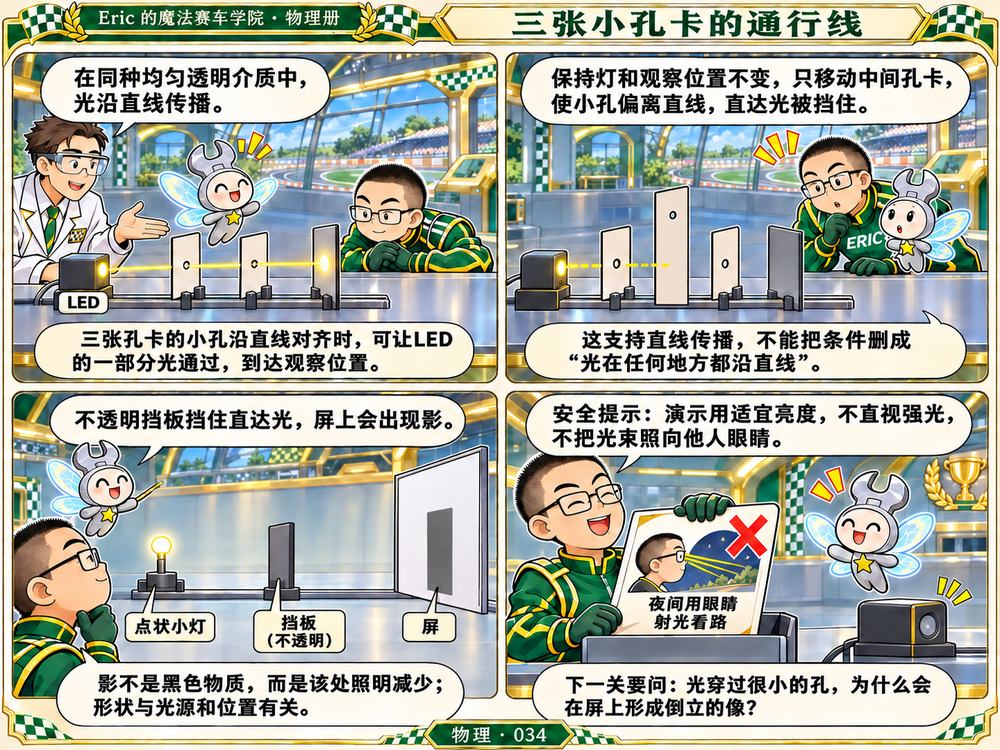 Eric 的魔法赛车学院・物理册
三张小孔卡的通行线
在同种均匀透明介质中，
光沿直线传播。
LED
三张孔卡的小孔沿直线对齐时，可让LED
的一部分光通过，到达观察位置。
保持灯和观察位置不变，只移动中间孔卡，
使小孔偏离直线，直达光被挡住。
ERIC
这支持直线传播，不能把条件删成
“光在任何地方都沿直线”。
不透明挡板挡住直达光，屏上会出现影。
点状小灯
挡板
（不透明）
屏
影不是黑色物质，而是该处照明减少；
形状与光源和位置有关。
安全提示：演示用适宜亮度，不直视强光，
不把光束照向他人眼睛。
夜间用眼睛
射光看路
下一关要问：光穿过很小的孔，为什么会
在屏上形成倒立的像？
物理・034